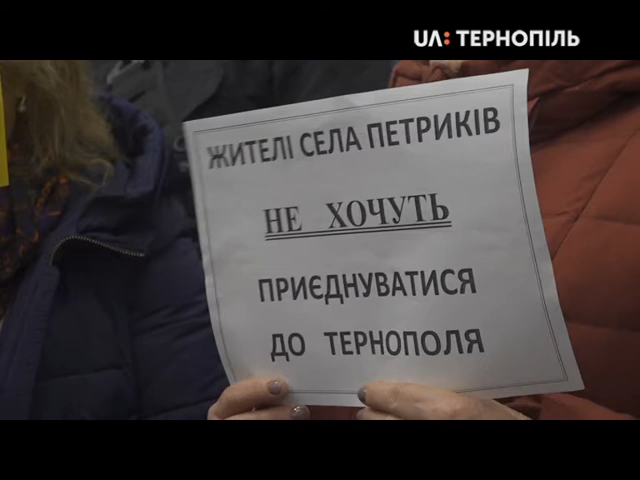 UA: ТЕРНОПІЛЬ
ЖИТЕЛІ СЕЛА ПЕТРИКІВ
НЕ ХОЧУТЬ
ПРИЄДНУВАТИСЯ
ДО ТЕРНОПОЛЯ